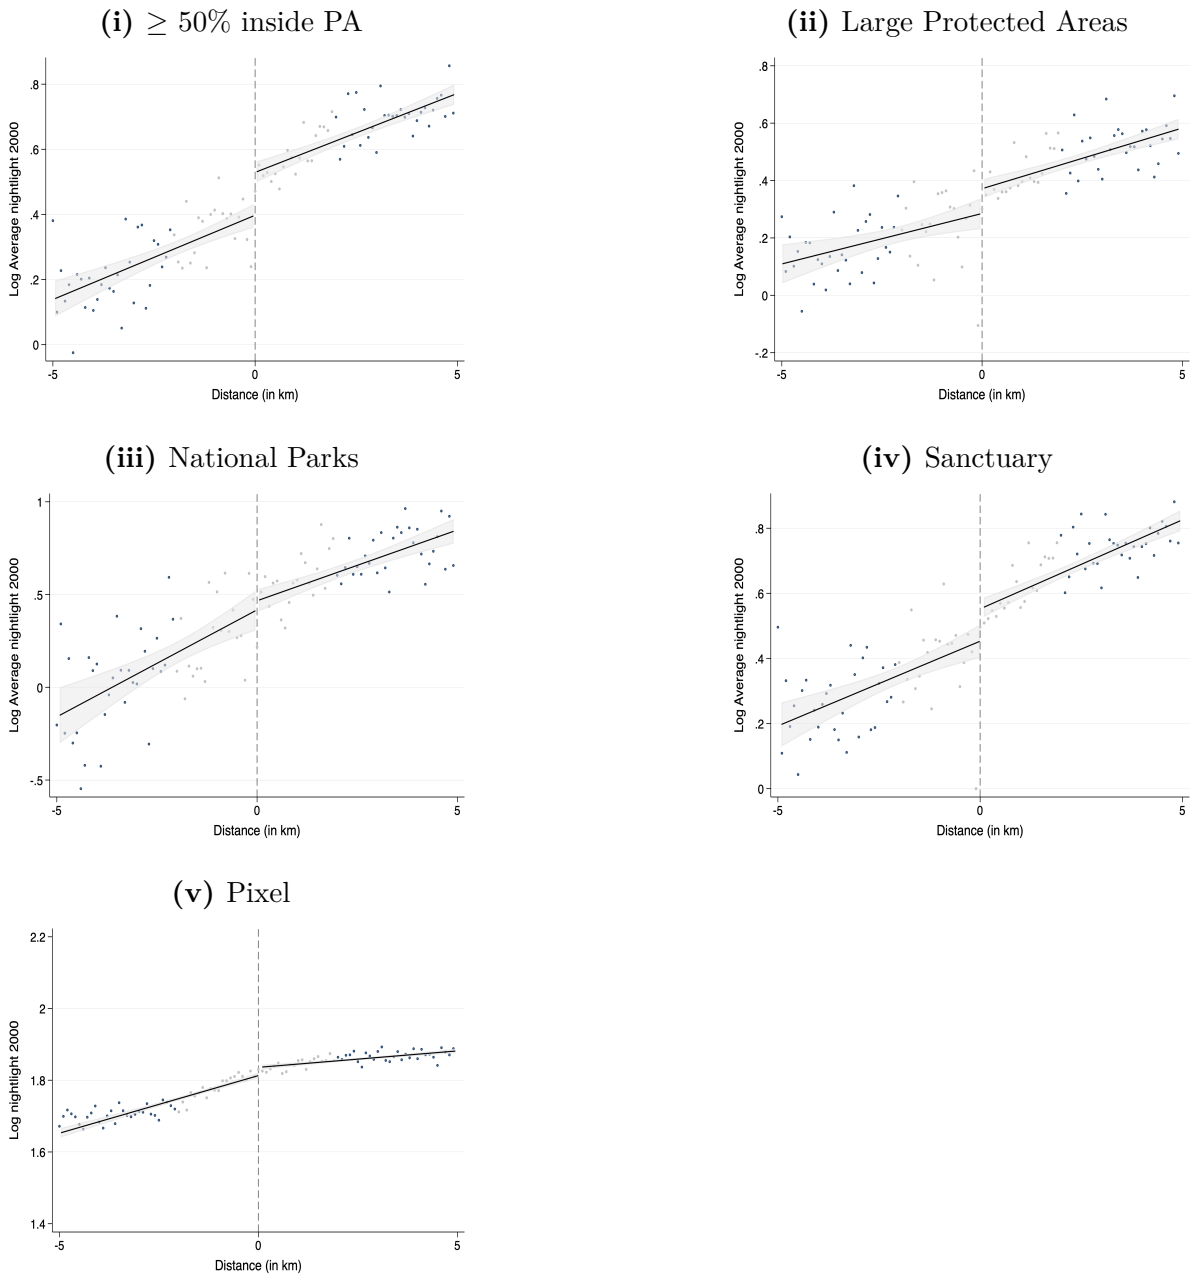 (i) ≥ 50% inside PA
Log Average nightlight 2000
.8
.6
.4
.2
0
-5 0 5
Distance (in km)
(ii) Large Protected Areas
Log Average nightlight 2000
.8
.6
.4
.2
0
-.2
-5 0 5
Distance (in km)
(iii) National Parks
Log Average nightlight 2000
1
.5
0
-.5
-5 0 5
Distance (in km)
(iv) Sanctuary
Log Average nightlight 2000
.8
.6
.4
.2
0
-5 0 5
Distance (in km)
(v) Pixel
Log nightlight 2000
2.2
2
1.8
1.6
1.4
-5 0 5
Distance (in km)